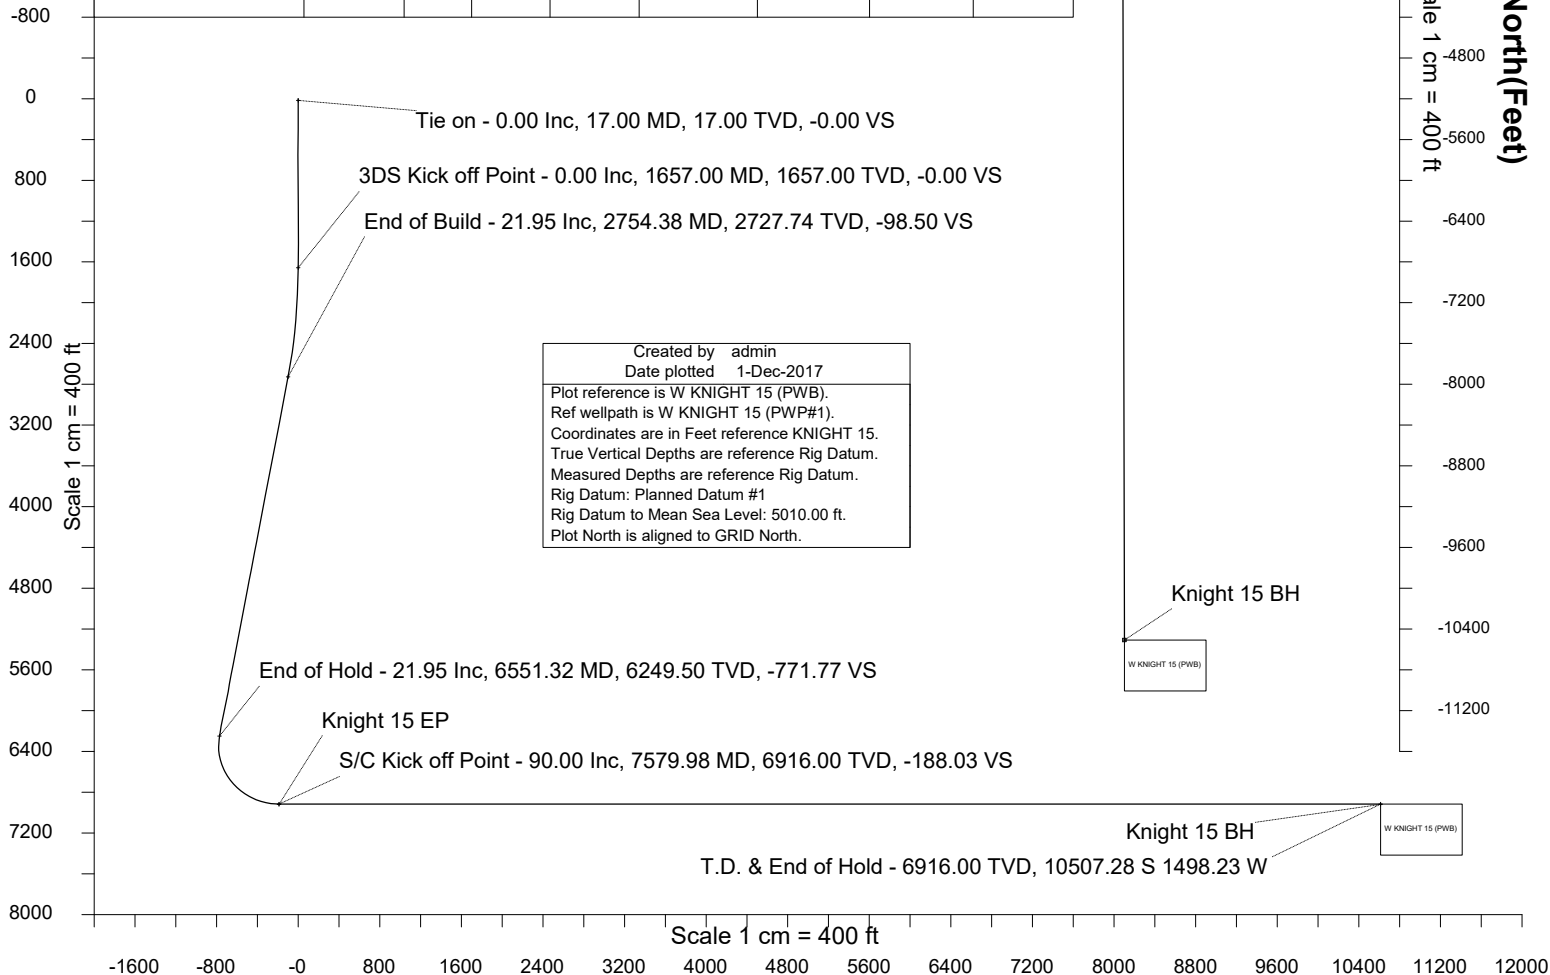 -800
0
800
1600
2400
3200
4000
4800
5600
6400
7200
8000
Scale 1 cm = 400 ft
Tie on - 0.00 Inc, 17.00 MD, 17.00 TVD, -0.00 VS
3DS Kick off Point - 0.00 Inc, 1657.00 MD, 1657.00 TVD, -0.00 VS
End of Build - 21.95 Inc, 2754.38 MD, 2727.74 TVD, -98.50 VS
Created by admin
Date plotted 1-Dec-2017
Plot reference is W KNIGHT 15 (PWB).
Ref wellpath is W KNIGHT 15 (PWP#1).
Coordinates are in Feet reference KNIGHT 15.
True Vertical Depths are reference Rig Datum.
Measured Depths are reference Rig Datum.
Rig Datum: Planned Datum #1
Rig Datum to Mean Sea Level: 5010.00 ft.
Plot North is aligned to GRID North.
End of Hold - 21.95 Inc, 6551.32 MD, 6249.50 TVD, -771.77 VS
Knight 15 EP
S/C Kick off Point - 90.00 Inc, 7579.98 MD, 6916.00 TVD, -188.03 VS
Knight 15 BH
T.D. & End of Hold - 6916.00 TVD, 10507.28 S 1498.23 W
W KNIGHT 15 (PWB)
Knight 15 BH
W KNIGHT 15 (PWB)
ale 1 cm = 400 ft
North(Feet)
-4800
-5600
-6400
-7200
-8000
-8800
-9600
-10400
-11200
Scale 1 cm = 400 ft
-1600 -800 -0 800 1600 2400 3200 4000 4800 5600 6400 7200 8000 8800 9600 10400 11200 12000